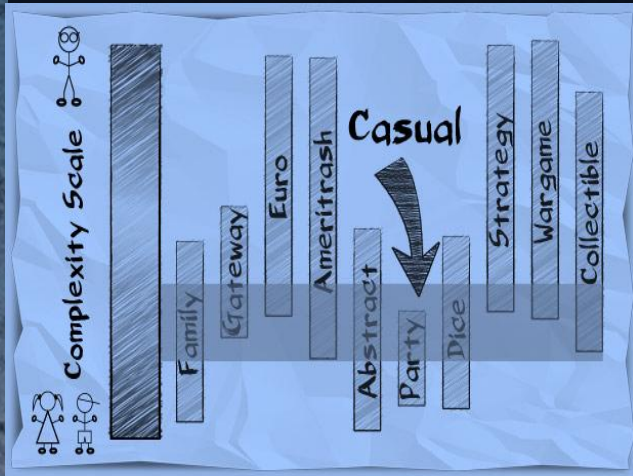 Complexity Scale
Family
Gateway
Euro
Ameritrash
Abstract
Casual
Party
Dice
Strategy
Wargame
Collectible